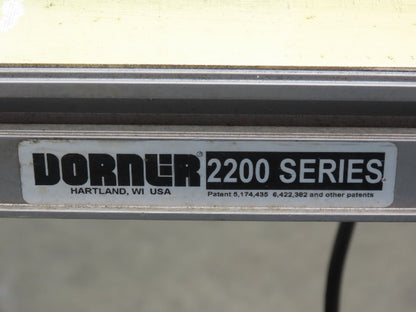 DORNER® 2200 SERIES
HARTLAND, WI USA
Patent 5,174,435 6,422,382 and other patents